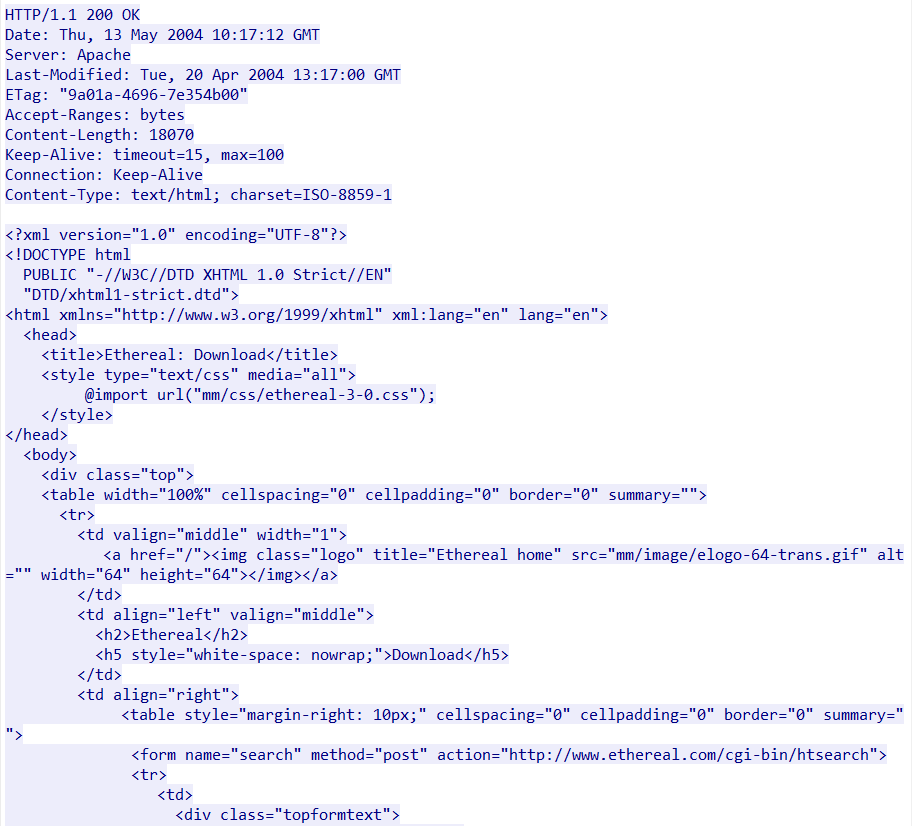 HTTP/1.1 200 OK
Date: Thu, 13 May 2004 10:17:12 GMT
Server: Apache
Last-Modified: Tue, 20 Apr 2004 13:17:00 GMT
ETag: "9a01a-4696-7e354b00"
Accept-Ranges: bytes
Content-Length: 18070
Keep-Alive: timeout=15, max=100
Connection: Keep-Alive
Content-Type: text/html; charset=ISO-8859-1

<?xml version="1.0" encoding="UTF-8"?>
<!DOCTYPE html
  PUBLIC "-//W3C//DTD XHTML 1.0 Strict//EN"
  "DTD/xhtml1-strict.dtd">
<html xmlns="http://www.w3.org/1999/xhtml" xml:lang="en" lang="en">
  <head>
    <title>Ethereal: Download</title>
    <style type="text/css" media="all">
         @import url("mm/css/ethereal-3-0.css");
    </style>
</head>
  <body>
    <div class="top">
    <table width="100%" cellspacing="0" cellpadding="0" border="0" summary="">
      <tr>
        <td valign="middle" width="1">
           <a href="/"><img class="logo" title="Ethereal home" src="mm/image/elogo-64-trans.gif" alt
="" width="64" height="64"></img></a>
        </td>
        <td align="left" valign="middle">
          <h2>Ethereal</h2>
          <h5 style="white-space: nowrap;">Download</h5>
        </td>
        <td align="right">
             <table style="margin-right: 10px;" cellspacing="0" cellpadding="0" border="0" summary="
">
              <form name="search" method="post" action="http://www.ethereal.com/cgi-bin/htsearch">
              <tr>
                 <td>
                   <div class="topformtext">